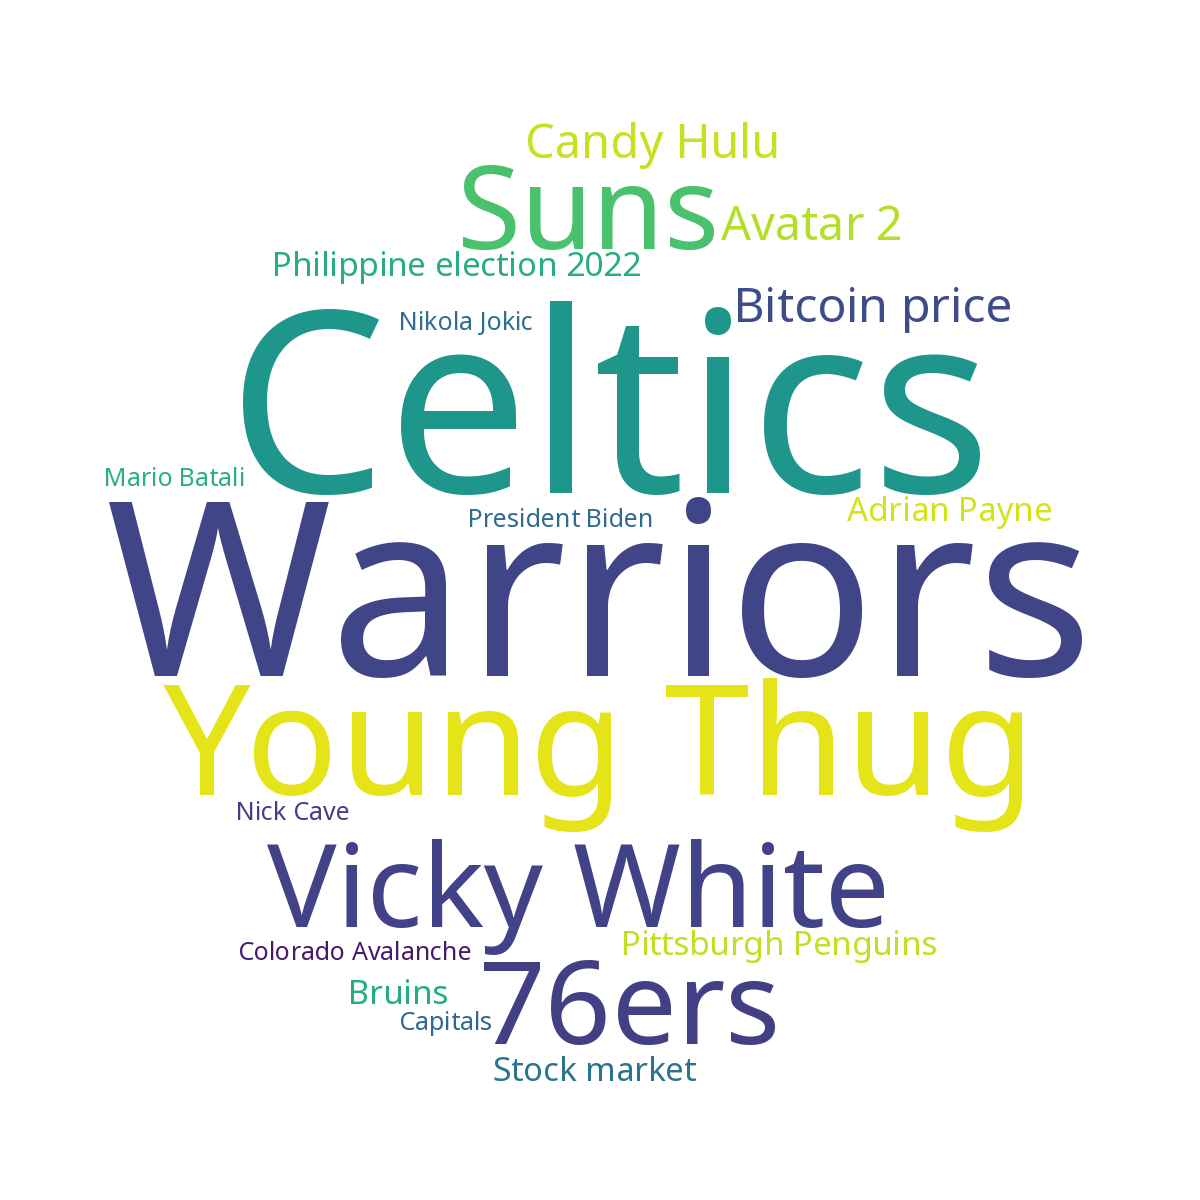 Candy Hulu
Suns
Avatar 2
Philippine election 2022
Bitcoin price
Nikola Jokic
Celtics
Mario Batali
Warriors
President Biden
Adrian Payne
Young Thug
Nick Cave
Vicky White
Colorado Avalanche
Pittsburgh Penguins
76ers
Bruins
Capitals
Stock market